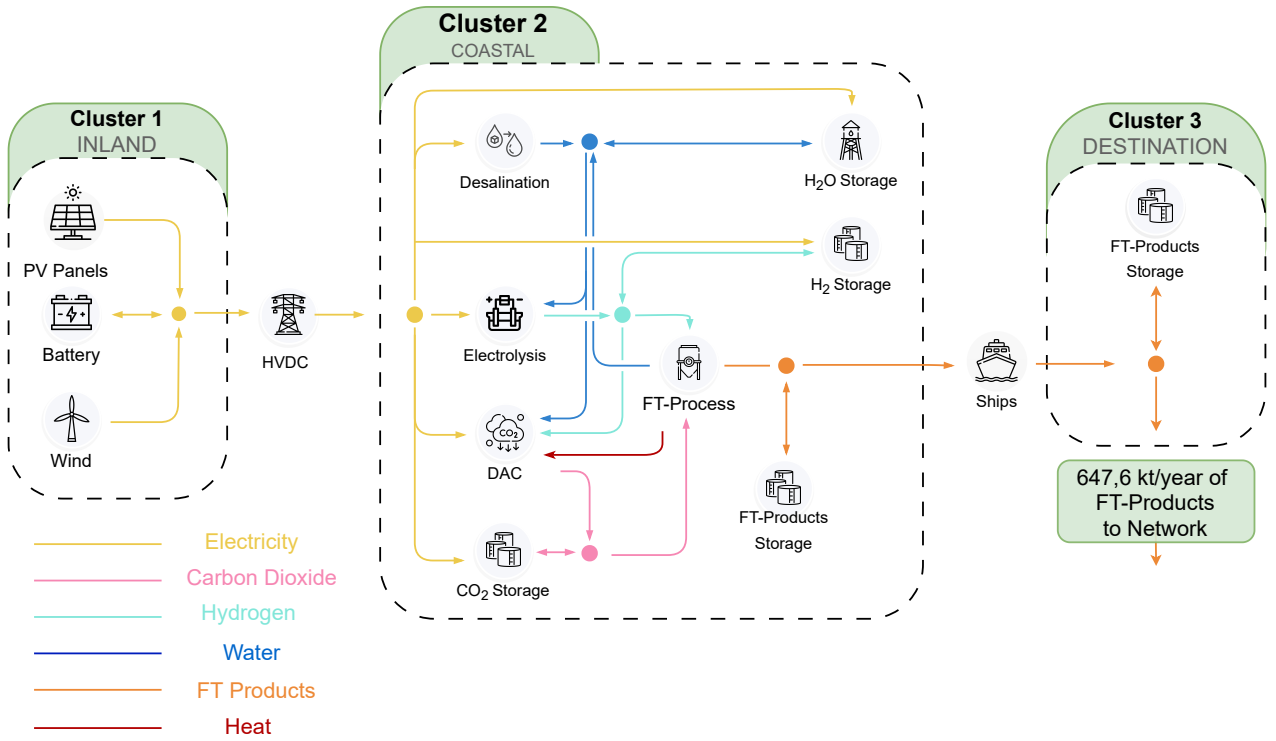 Cluster 1
INLAND
PV Panels
Battery
Wind
HVDC
Cluster 2
COASTAL
Desalination
H₂O Storage
H₂ Storage
Electrolysis
FT-Process
DAC
CO₂
FT-Products
Storage
CO₂ Storage
Ships
Cluster 3
DESTINATION
FT-Products
Storage
647,6 kt/year of
FT-Products
to Network
Electricity
Carbon Dioxide
Hydrogen
Water
FT Products
Heat